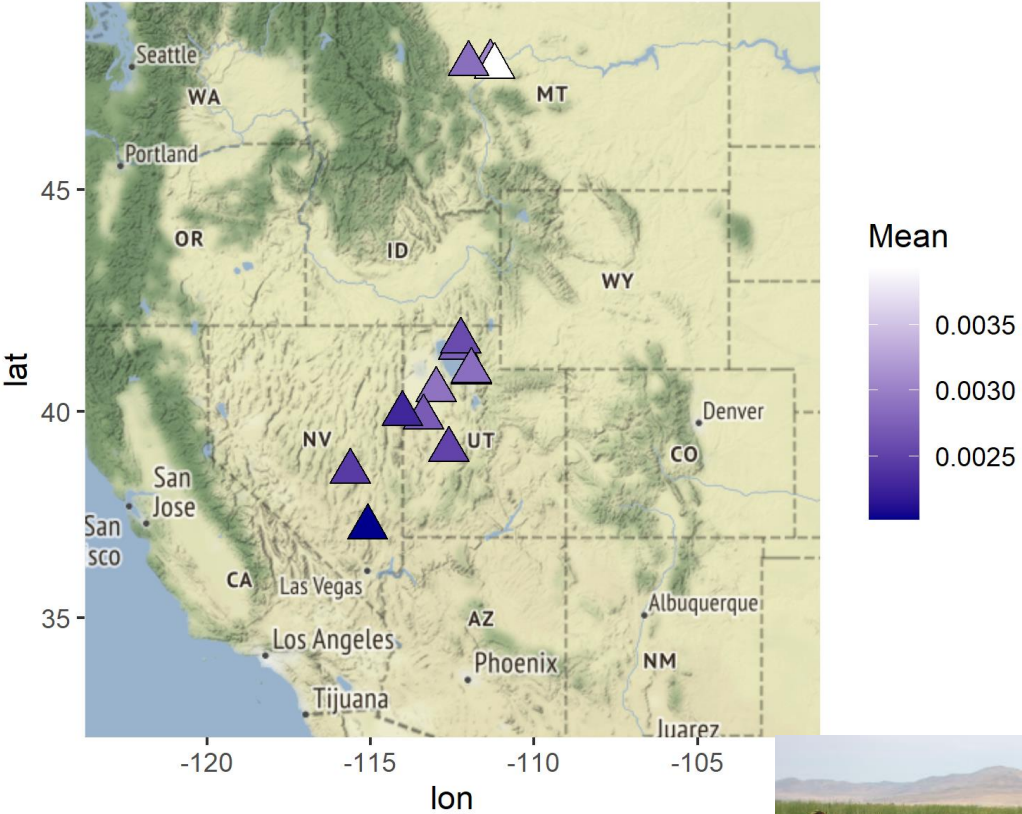 Seattle
WA
MT
Portland
45
OR
ID
WY
Mean
0.0035
0.0030
0.0025
lat
40
Denver
NV
UT
CO
San
Jose
San
sco
CA
Las Vegas
Albuquerque
35
AZ
Los Angeles
Phoenix
NM
Tijuana
Juarez
-120
-115
-110
-105
lon